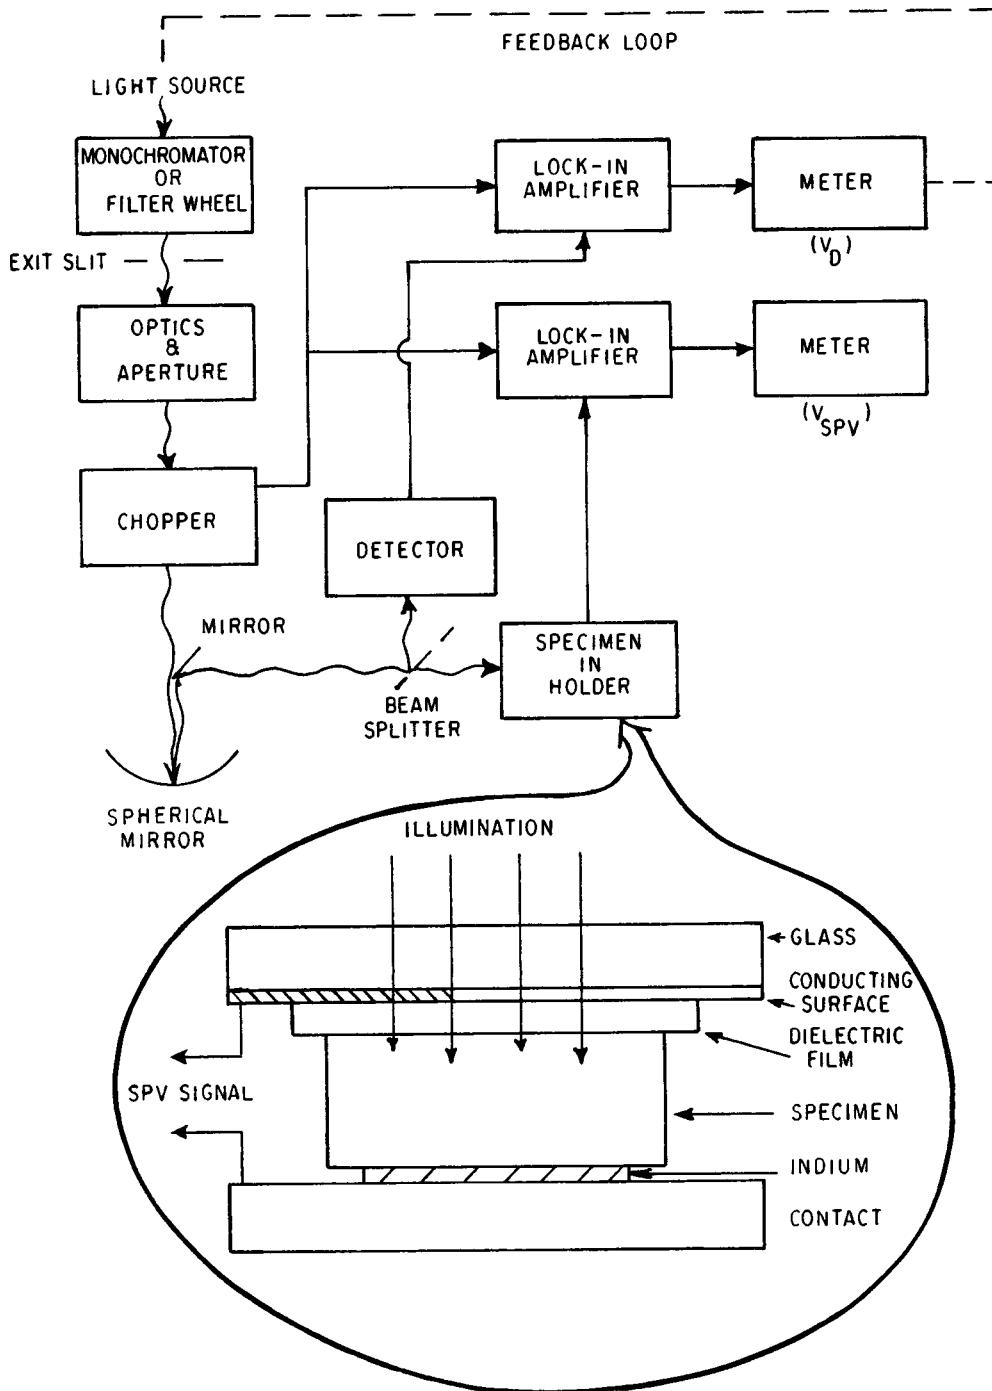 FEEDBACK LOOP
LIGHT SOURCE
MONOCHROMATOR
OR
FILTER WHEEL
LOCK-IN
AMPLIFIER
METER
(V_D)
EXIT SLIT
OPTICS
&
APERTURE
LOCK-IN
AMPLIFIER
METER
(V_SPV)
CHOPPER
DETECTOR
MIRROR
SPECIMEN
IN
HOLDER
BEAM
SPLITTER
SPHERICAL
MIRROR
ILLUMINATION
GLASS
CONDUCTING
SURFACE
DIELECTRIC
FILM
SPV SIGNAL
SPECIMEN
INDIUM
CONTACT